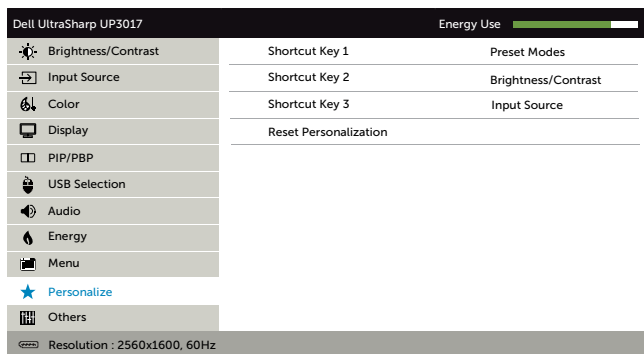 Dell UltraSharp UP3017 Energy Use
Brightness/Contrast Shortcut Key 1 Preset Modes
Input Source Shortcut Key 2 Brightness/Contrast
Color Shortcut Key 3 Input Source
Display Reset Personalization
PIP/PBP
USB Selection
Audio
Energy
Menu
Personalize
Others
Resolution : 2560x1600, 60Hz